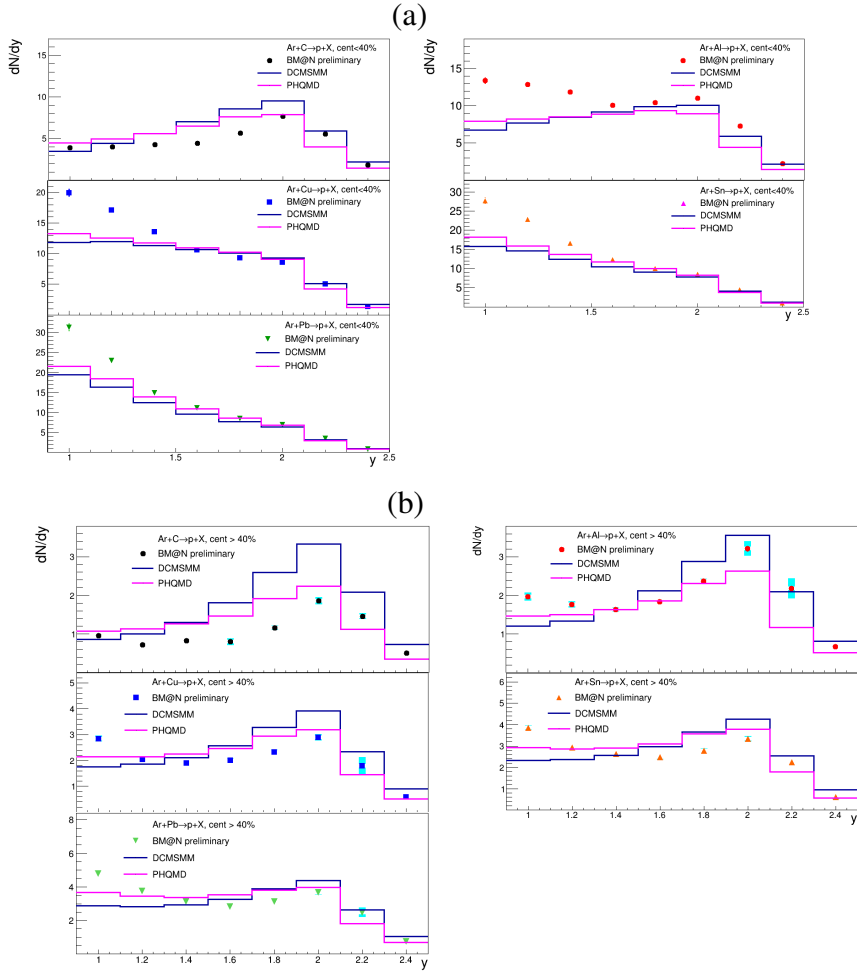 (a)
dN/dy
15
10
5
Ar+C→p+X, cent<40%
BM@N preliminary
DCMSMM
PHQMD
dN/dy
15
10
5
Ar+Al→p+X, cent<40%
BM@N preliminary
DCMSMM
PHQMD
20
15
10
5
Ar+Cu→p+X, cent<40%
BM@N preliminary
DCMSMM
PHQMD
30
25
20
15
10
5
Ar+Sn→p+X, cent<40%
BM@N preliminary
DCMSMM
PHQMD
1 1.5 2 2.5
y
30
25
20
15
10
5
Ar+Pb→p+X, cent<40%
BM@N preliminary
DCMSMM
PHQMD
1 1.5 2 2.5
y
(b)
dN/dy
3
2
1
Ar+C→p+X, cent > 40%
BM@N preliminary
DCMSMM
PHQMD
dN/dy
3
2
1
Ar+Al→p+X, cent > 40%
BM@N preliminary
DCMSMM
PHQMD
5
4
3
2
1
Ar+Cu→p+X, cent > 40%
BM@N preliminary
DCMSMM
PHQMD
6
5
4
3
2
1
Ar+Sn→p+X, cent > 40%
BM@N preliminary
DCMSMM
PHQMD
1 1.2 1.4 1.6 1.8 2 2.2 2.4
y
8
6
4
2
Ar+Pb→p+X, cent > 40%
BM@N preliminary
DCMSMM
PHQMD
1 1.2 1.4 1.6 1.8 2 2.2 2.4
y